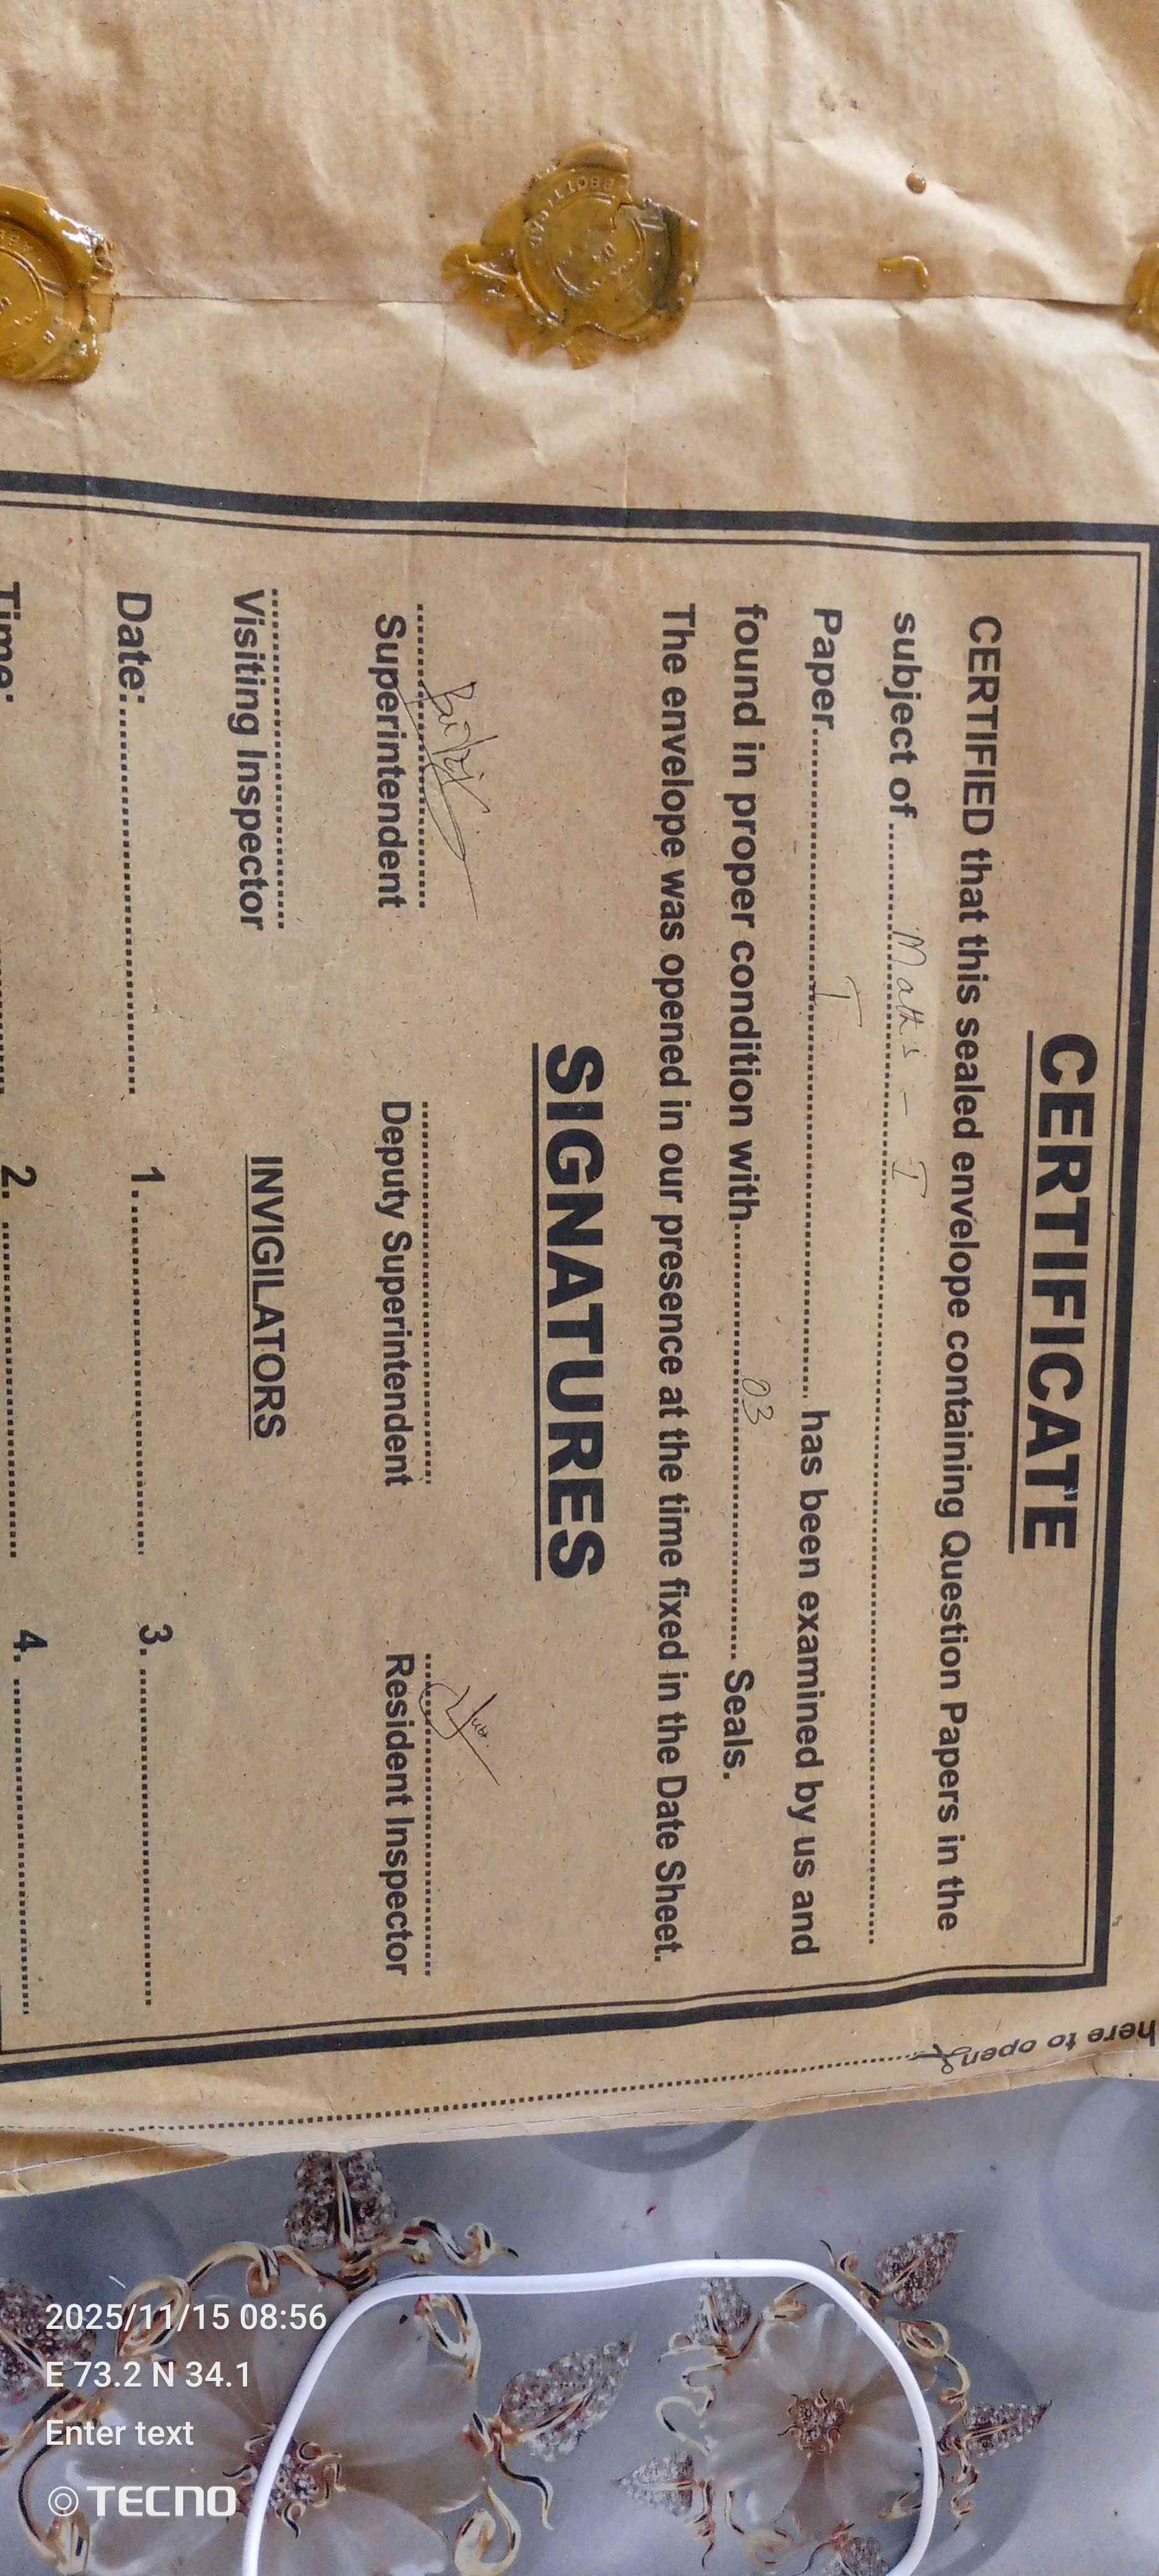 CERTIFICATE
CERTIFIED that this sealed envelope containing Question Papers in the
subject of.......... Maths - I ..........
Paper.......... I .......... has been examined by us and
found in proper condition with.......... 03 .......... Seals.
The envelope was opened in our presence at the time fixed in the Date Sheet.
SIGNATURES
Superintendent Deputy Superintendent Resident Inspector
Visiting Inspector INVIGILATORS
Date:.......... 1. .......... 3. ..........
Time: 2. .......... 4. ..........
here to open
2025/11/15 08:56
E 73.2 N 34.1
Enter text
TECNO